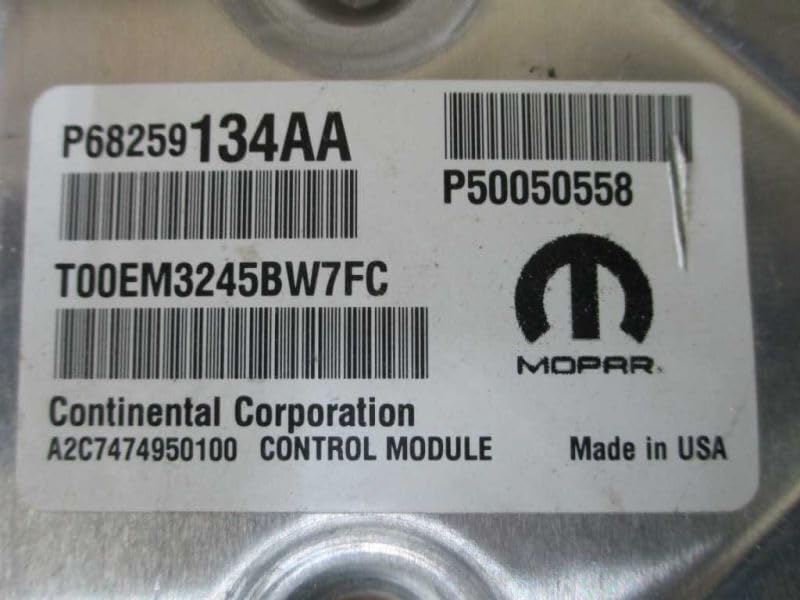 P68259134AA
P50050558
T00EM3245BW7FC
MOPAR
Continental Corporation
A2C7474950100 CONTROL MODULE Made in USA